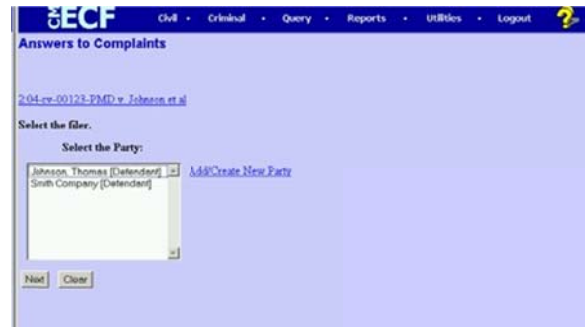 CM ECF Civil • Criminal • Query • Reports • Utilities • Logout ?
Answers to Complaints
2:04-cv-00123-PMD v. Johnson et al
Select the filer.
Select the Party:
Johnson, Thomas [Defendant] Add/Create New Party
Smith Company [Defendant]
Next Clear